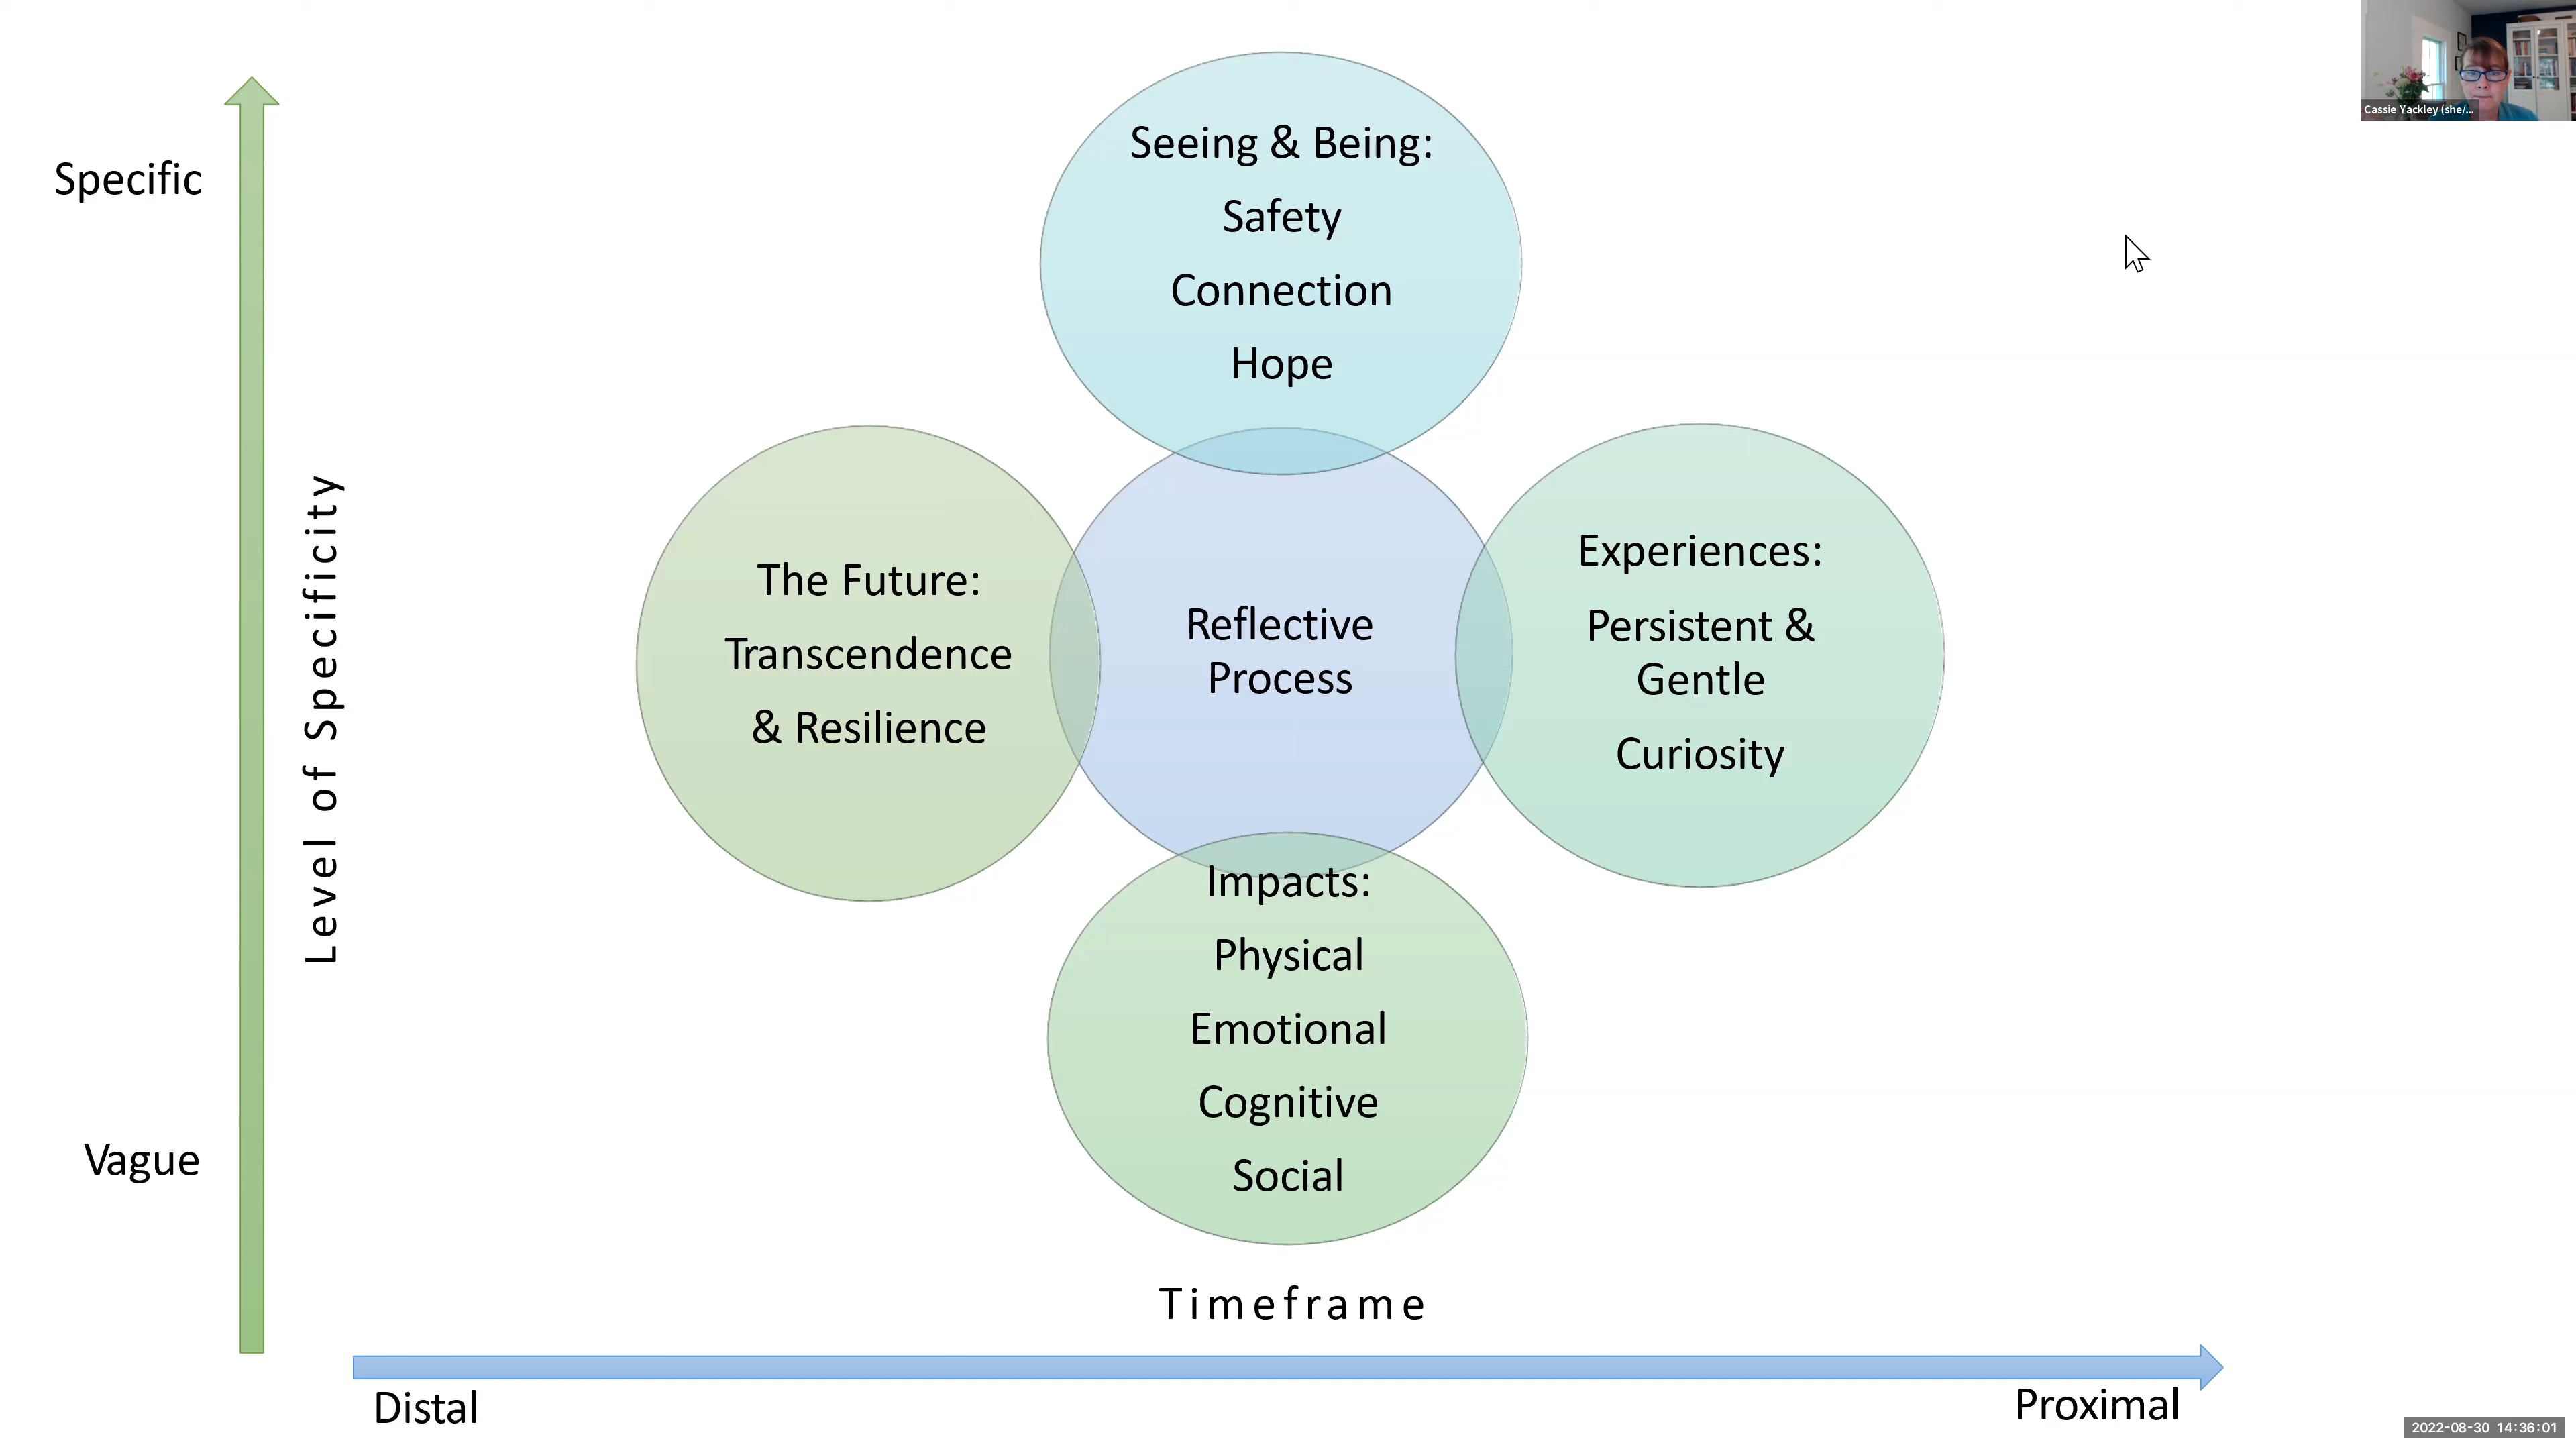 Cassie Yackley (she/...
Specific
Level of Specificity
Vague
Seeing & Being:
Safety
Connection
Hope
The Future:
Transcendence
& Resilience
Reflective
Process
Experiences:
Persistent &
Gentle
Curiosity
Impacts:
Physical
Emotional
Cognitive
Social
Timeframe
Distal
Proximal
2022-08-30 14:36:01